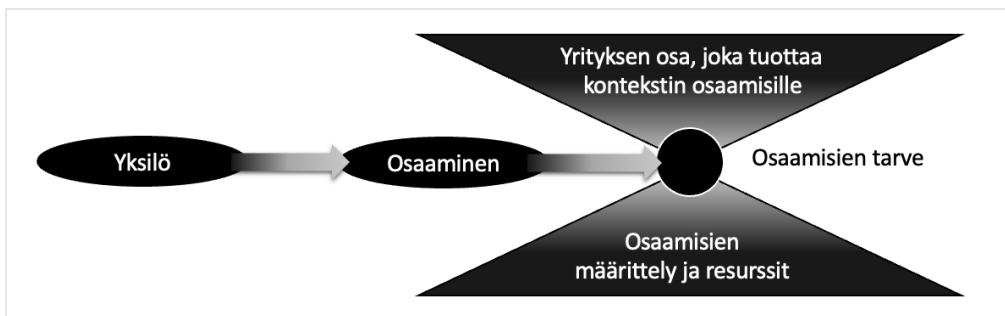 Yrityksen osa, joka tuottaa
kontekstin osaamisille
Yksilö
Osaaminen
Osaamisien tarve
Osaamisien
määrittely ja resurssit